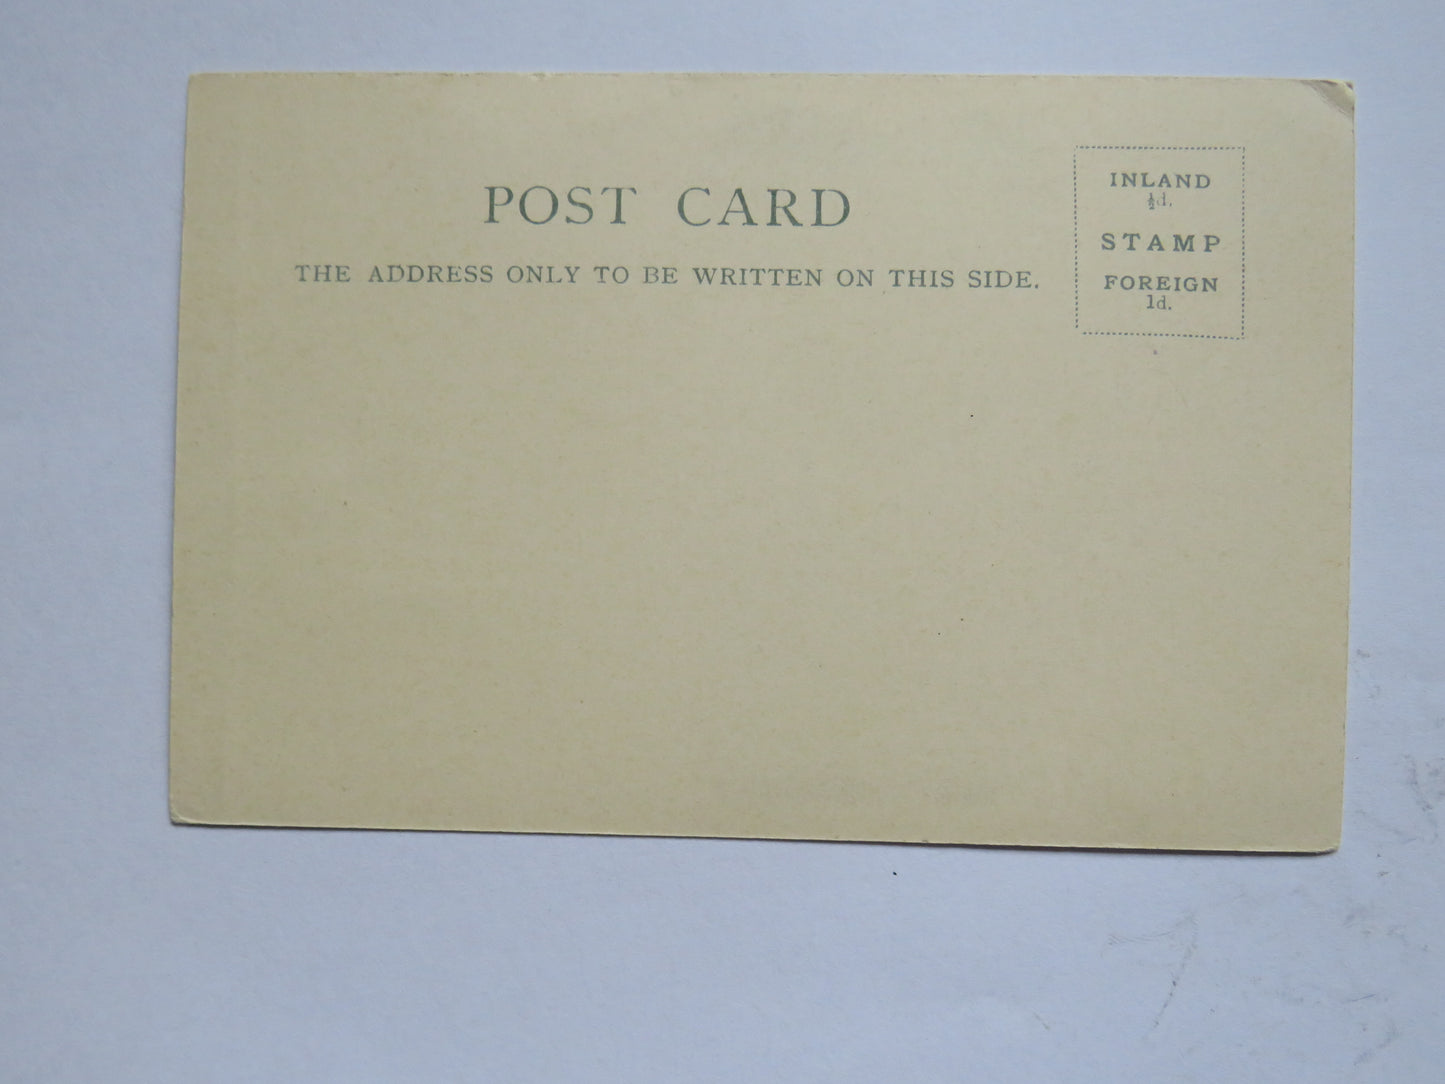 POST CARD
THE ADDRESS ONLY TO BE WRITTEN ON THIS SIDE.
INLAND
½d.
STAMP
FOREIGN
1d.